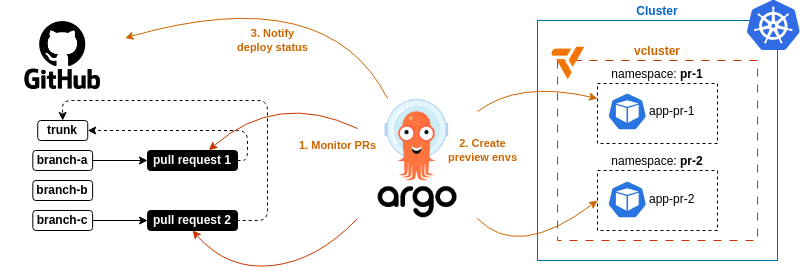 GitHub
trunk
branch-a
branch-b
branch-c
pull request 1
pull request 2
3. Notify
deploy status
1. Monitor PRs
argo
2. Create
preview envs
Cluster
vcluster
namespace: pr-1
app-pr-1
namespace: pr-2
app-pr-2